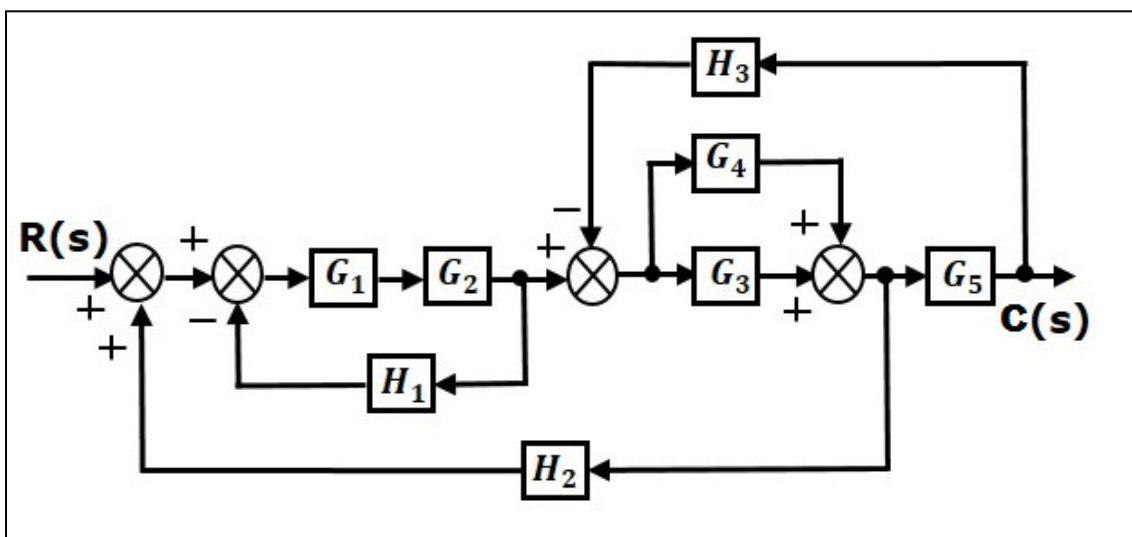 H₃
G₄
−
R(s)
+
+
+
G₁
G₂
G₃
G₅
+
−
+
+
C(s)
H₁
H₂